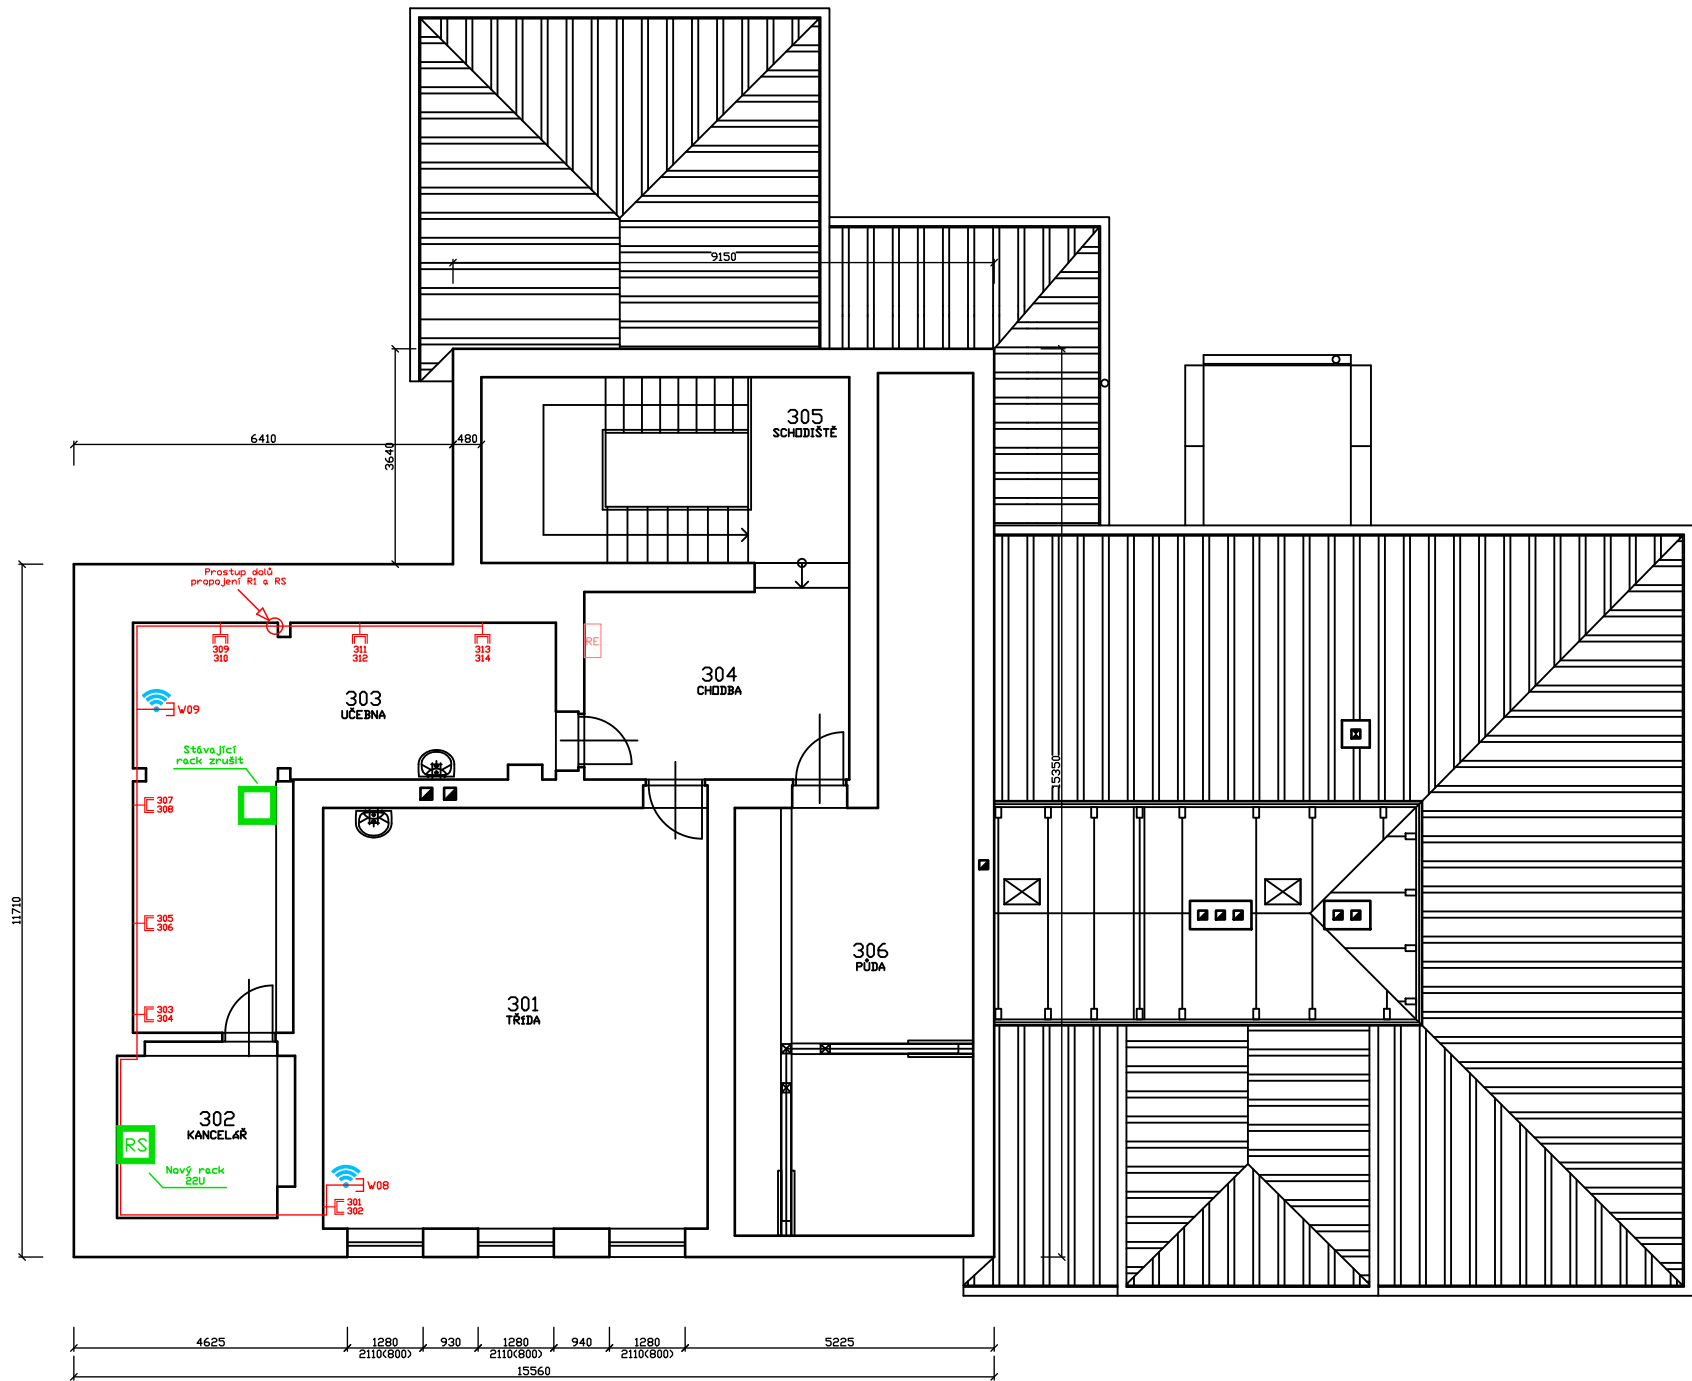 9150
6410
480
3640
305
SCHODIŠTĚ
Prostup dolů
propojení R1 a RS
309
310
311
312
313
314
RE
304
CHODBA
303
UČEBNA
W09
Stávající
rack zrušit
307
308
15350
11710
305
306
306
PŮDA
301
TŘÍDA
303
304
302
KANCELÁŘ
RS
Nový rack
22U
W08
301
302
4625
1280
2110(800)
930
1280
2110(800)
940
1280
2110(800)
5225
15560